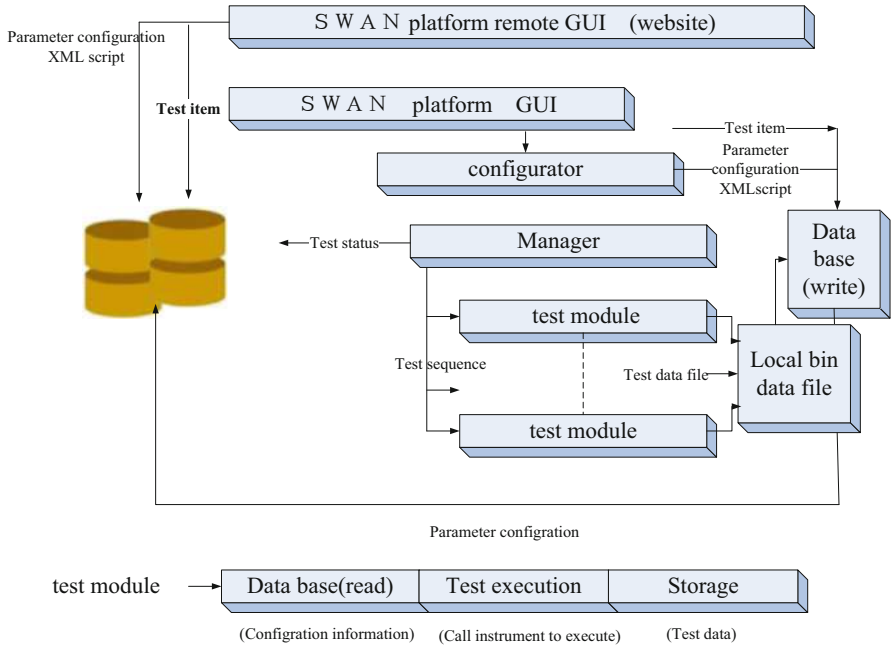 ＳＷＡＮ platform remote GUI (website)
Parameter configuration
XML script
Test item
ＳＷＡＮ platform GUI
Test item
configurator
Parameter
configuration
XMLscript
Test status
Manager
Data
base
(write)
test module
Test sequence
Test data file
Local bin
data file
test module
Parameter configration
test module
Data base(read)
Test execution
Storage
(Configration information)
(Call instrument to execute)
(Test data)